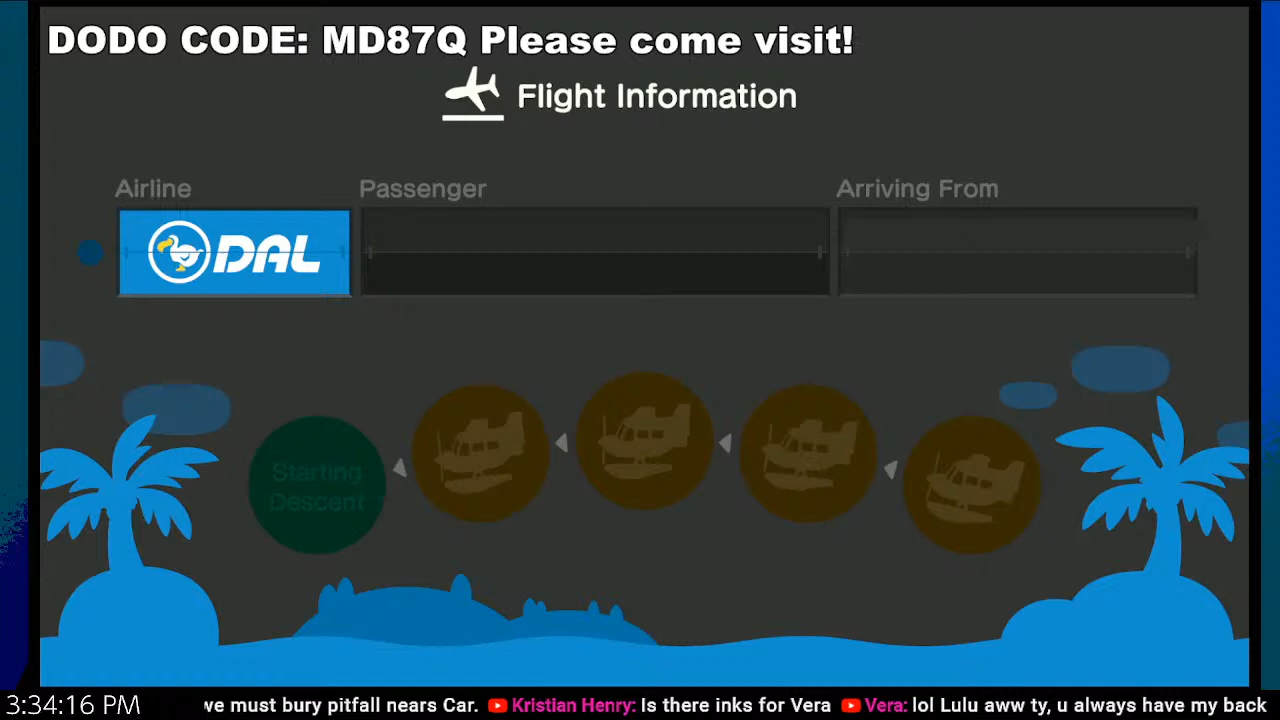 DODO CODE: MD87Q Please come visit!
Flight Information
Airline Passenger Arriving From
DAL
Starting
Descent
3:34:16 PM ve must bury pitfall nears Car. Kristian Henry: Is there inks for Vera Vera: lol Lulu aww ty, u always have my back